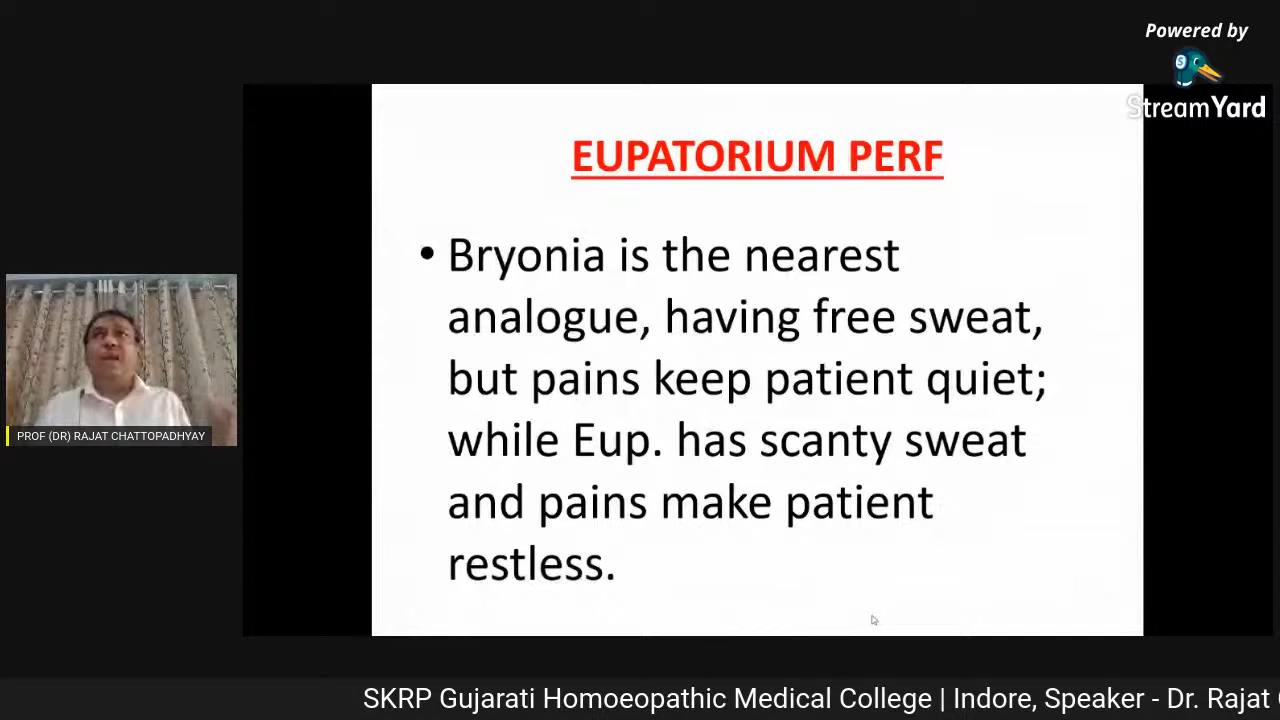 Powered by
StreamYard
EUPATORIUM PERF
• Bryonia is the nearest
analogue, having free sweat,
but pains keep patient quiet;
while Eup. has scanty sweat
and pains make patient
restless.
PROF (DR) RAJAT CHATTOPADHYAY
SKRP Gujarati Homoeopathic Medical College | Indore, Speaker - Dr. Rajat